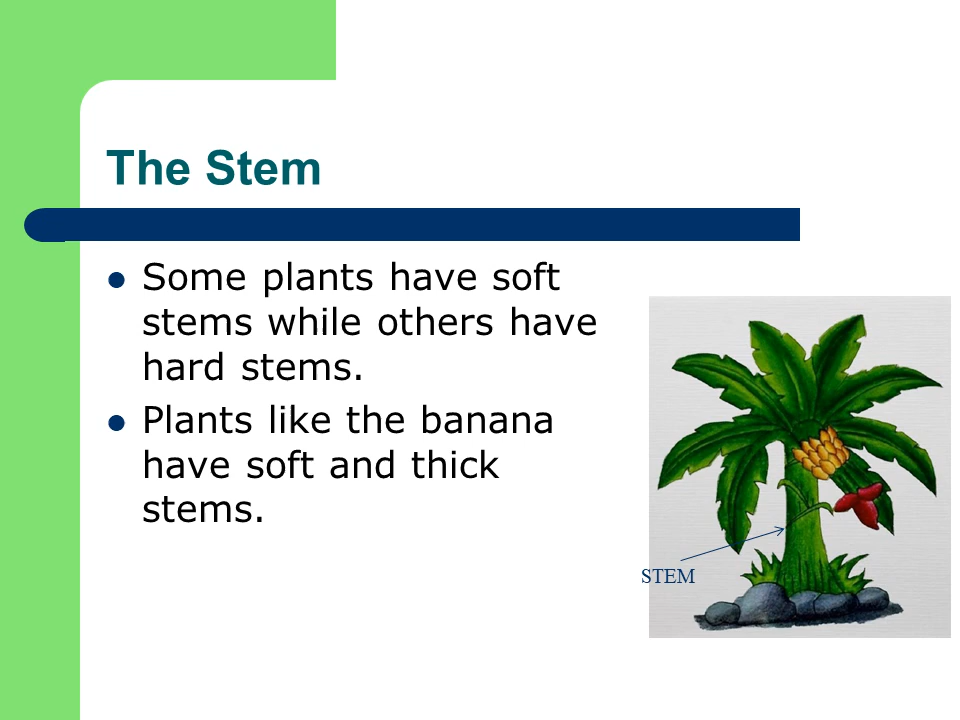 The Stem
Some plants have soft
stems while others have
hard stems.
Plants like the banana
have soft and thick
stems.
STEM